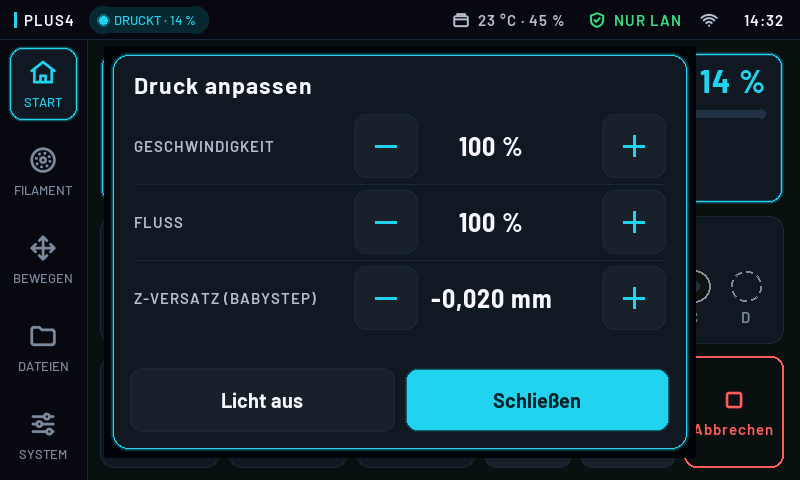 PLUS4
DRUCKT · 14 %
23 °C · 45 %
NUR LAN
14:32
START
FILAMENT
BEWEGEN
DATEIEN
SYSTEM
14 %
Druck anpassen
GESCHWINDIGKEIT
100 %
FLUSS
100 %
Z-VERSATZ (BABYSTEP)
-0,020 mm
D
Licht aus
Schließen
Abbrechen